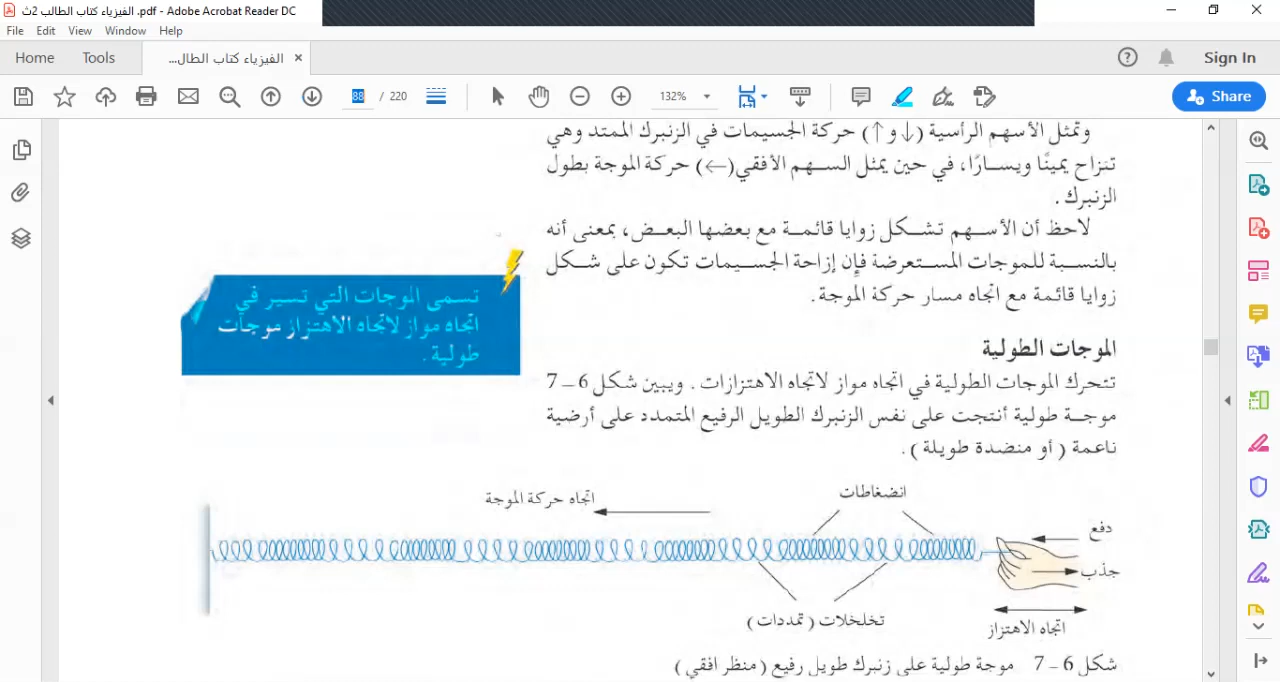 الفيزياء كتاب الطالب 2ث.pdf - Adobe Acrobat Reader DC
File Edit View Window Help
Home Tools الفيزياء كتاب الطال... × Sign In
88 / 220 132% Share
وتمثل الأسهم الرأسية (↓ و ↑) حركة الجسيمات في الزنبرك الممتد وهي
تنزاح يمينًا ويسارًا، في حين يمثل السهم الأفقي (←) حركة الموجة بطول
الزنبرك .
لاحظ أن الأسهم تشكل زوايا قائمة مع بعضها البعض، بمعنى أنه
بالنسبة للموجات المستعرضة فإن إزاحة الجسيمات تكون على شكل
زوايا قائمة مع اتجاه مسار حركة الموجة.
تسمى الموجات التي تسير في
اتجاه مواز لاتجاه الاهتزاز موجات
طولية .
الموجات الطولية
تتحرك الموجات الطولية في اتجاه مواز لاتجاه الاهتزازات . ويبين شكل 6 – 7
موجة طولية أنتجت على نفس الزنبرك الطويل الرفيع المتمدد على أرضية
ناعمة ( أو منضدة طويلة ) .
انضغاطات
اتجاه حركة الموجة
دفع
جذب
تخلخلات ( تمددات )
اتجاه الاهتزاز
شكل 6 – 7 موجة طولية على زنبرك طويل رفيع ( منظر افقي )